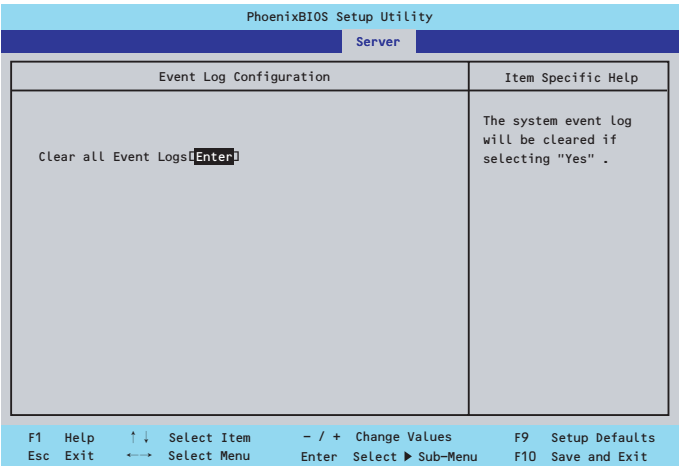 PhoenixBIOS Setup Utility
Server
Event Log Configuration
Item Specific Help
Clear all Event Logs[Enter]
The system event log
will be cleared if
selecting "Yes" .
F1 Help ↑↓ Select Item - / + Change Values F9 Setup Defaults
Esc Exit ←→ Select Menu Enter Select ▶ Sub-Menu F10 Save and Exit